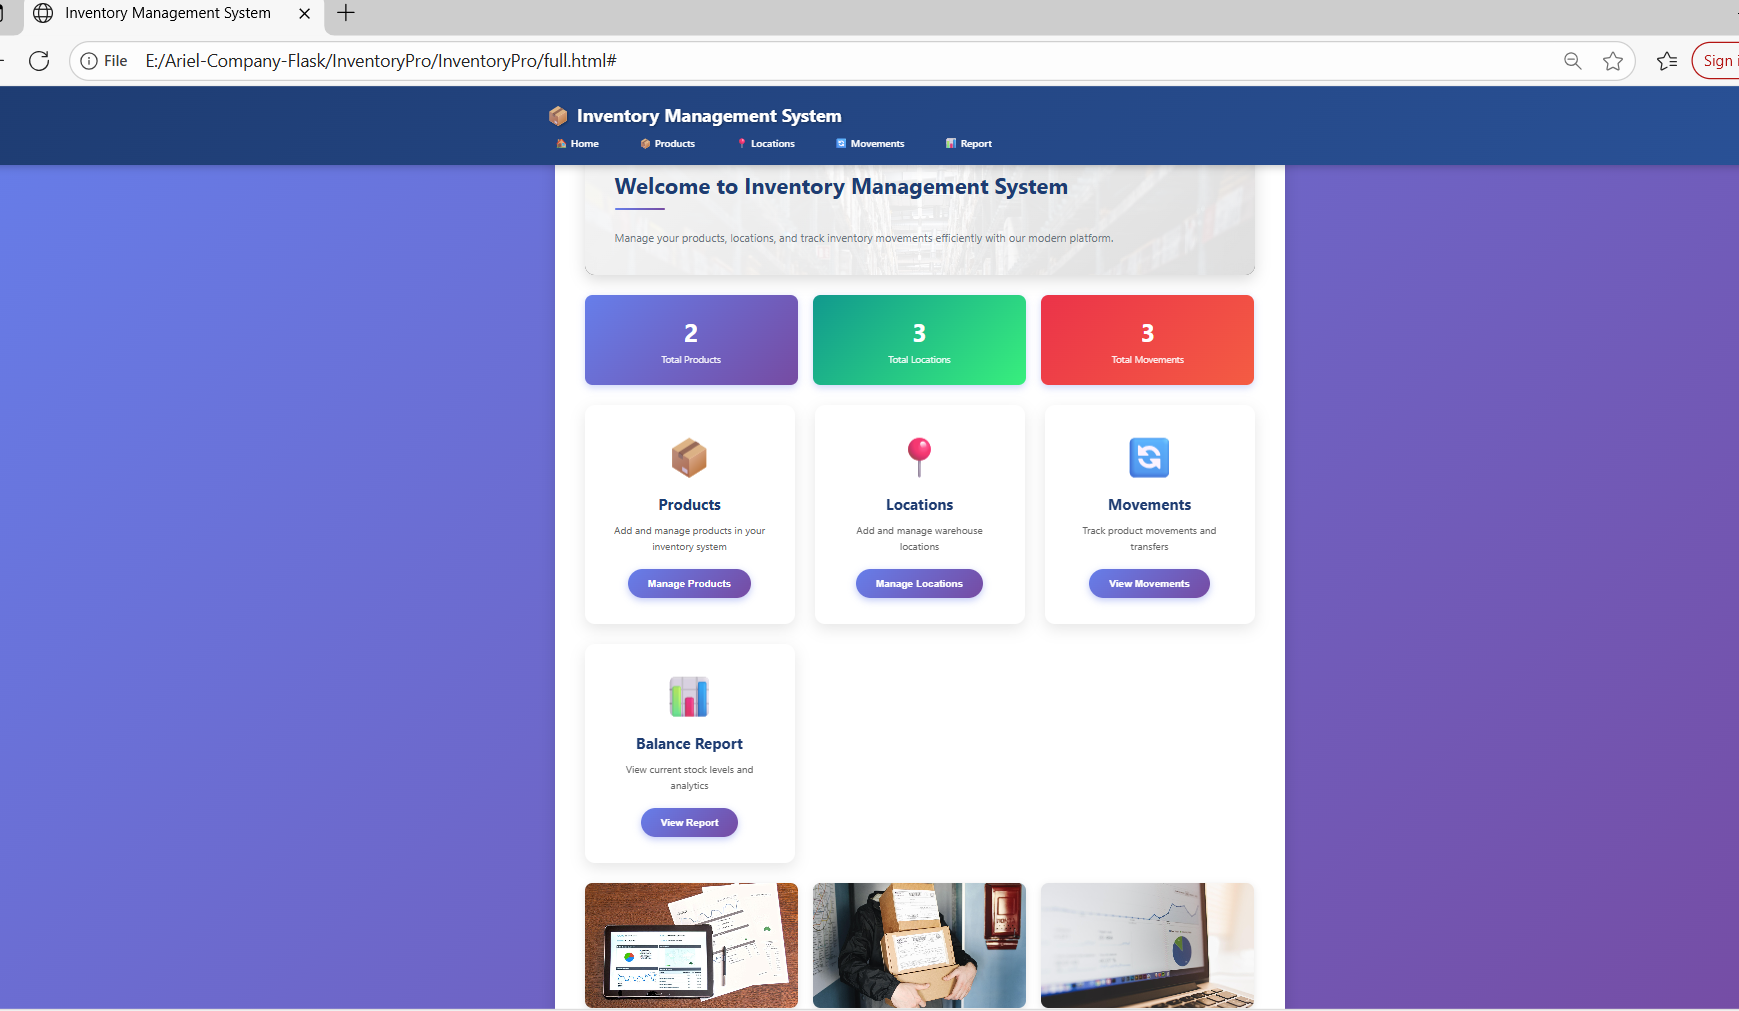 Inventory Management System
File
E:/Ariel-Company-Flask/InventoryPro/InventoryPro/full.html#
Sign
Inventory Management System
Home
Products
Locations
Movements
Report
Welcome to Inventory Management System
Manage your products, locations, and track inventory movements efficiently with our modern platform.
2
Total Products
3
Total Locations
3
Total Movements
Products
Add and manage products in your
inventory system
Manage Products
Locations
Add and manage warehouse
locations
Manage Locations
Movements
Track product movements and
transfers
View Movements
Balance Report
View current stock levels and
analytics
View Report